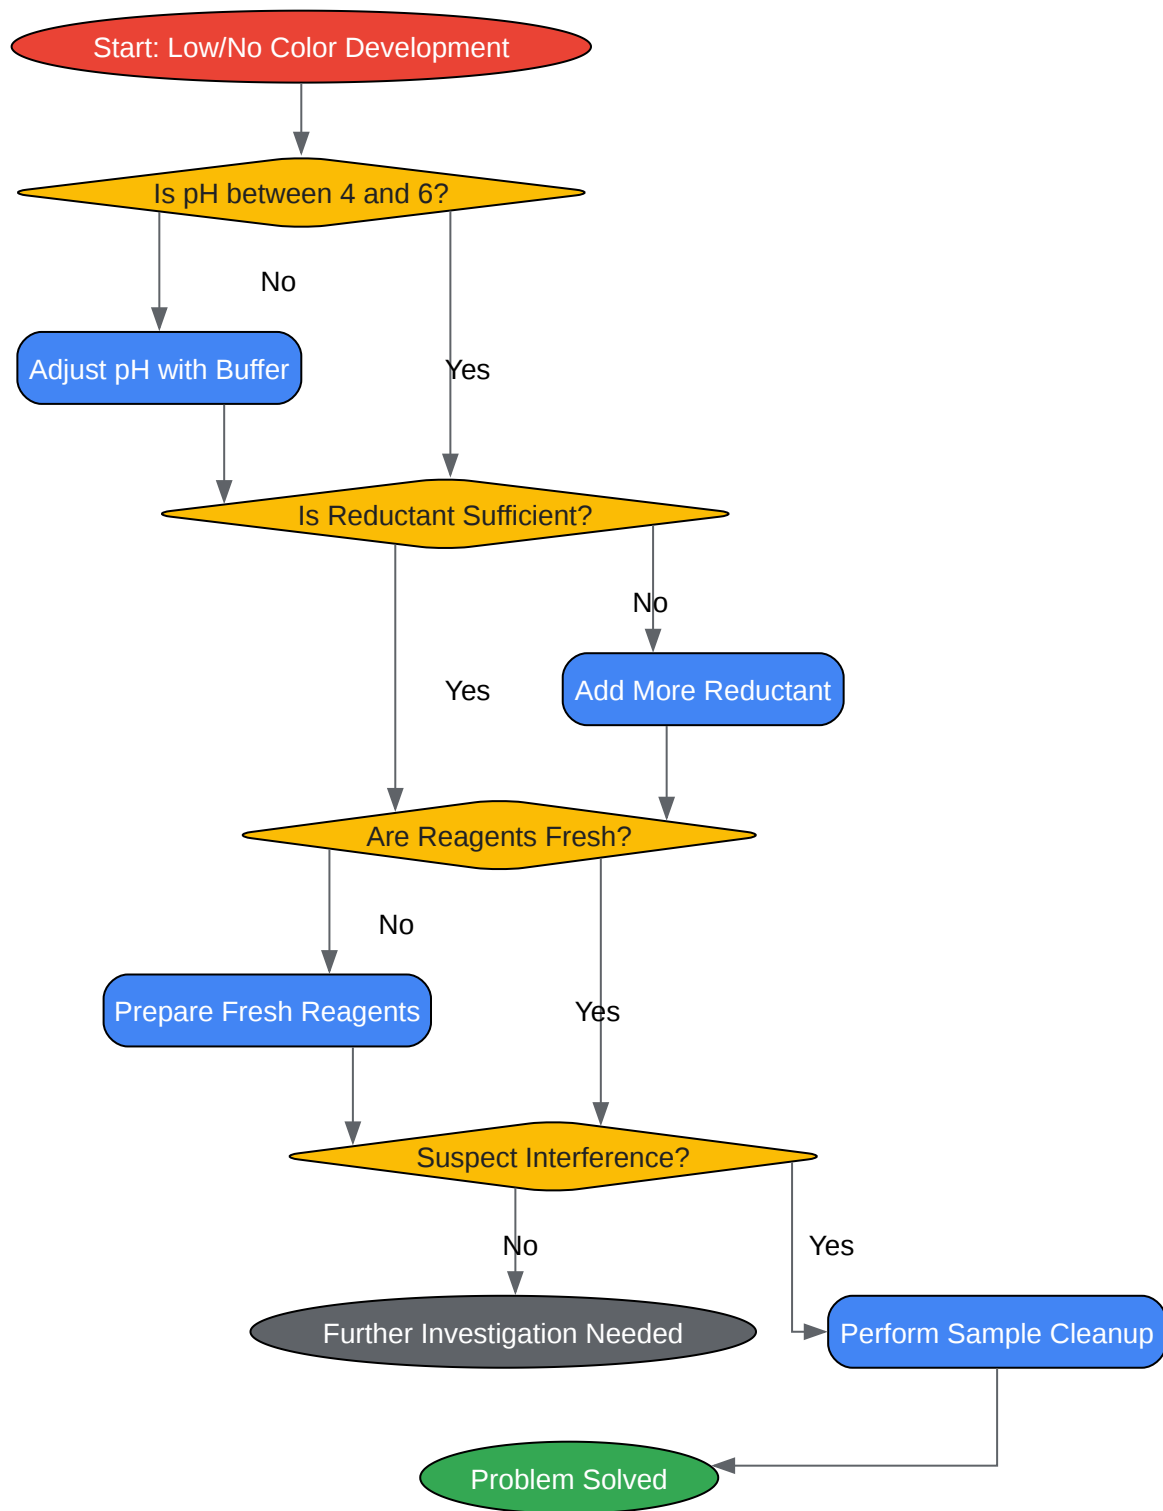 Start: Low/No Color Development
Is pH between 4 and 6?
No
Adjust pH with Buffer
Yes
Is Reductant Sufficient?
No
Yes
Add More Reductant
Are Reagents Fresh?
No
Prepare Fresh Reagents
Yes
Suspect Interference?
No
Yes
Further Investigation Needed
Perform Sample Cleanup
Problem Solved